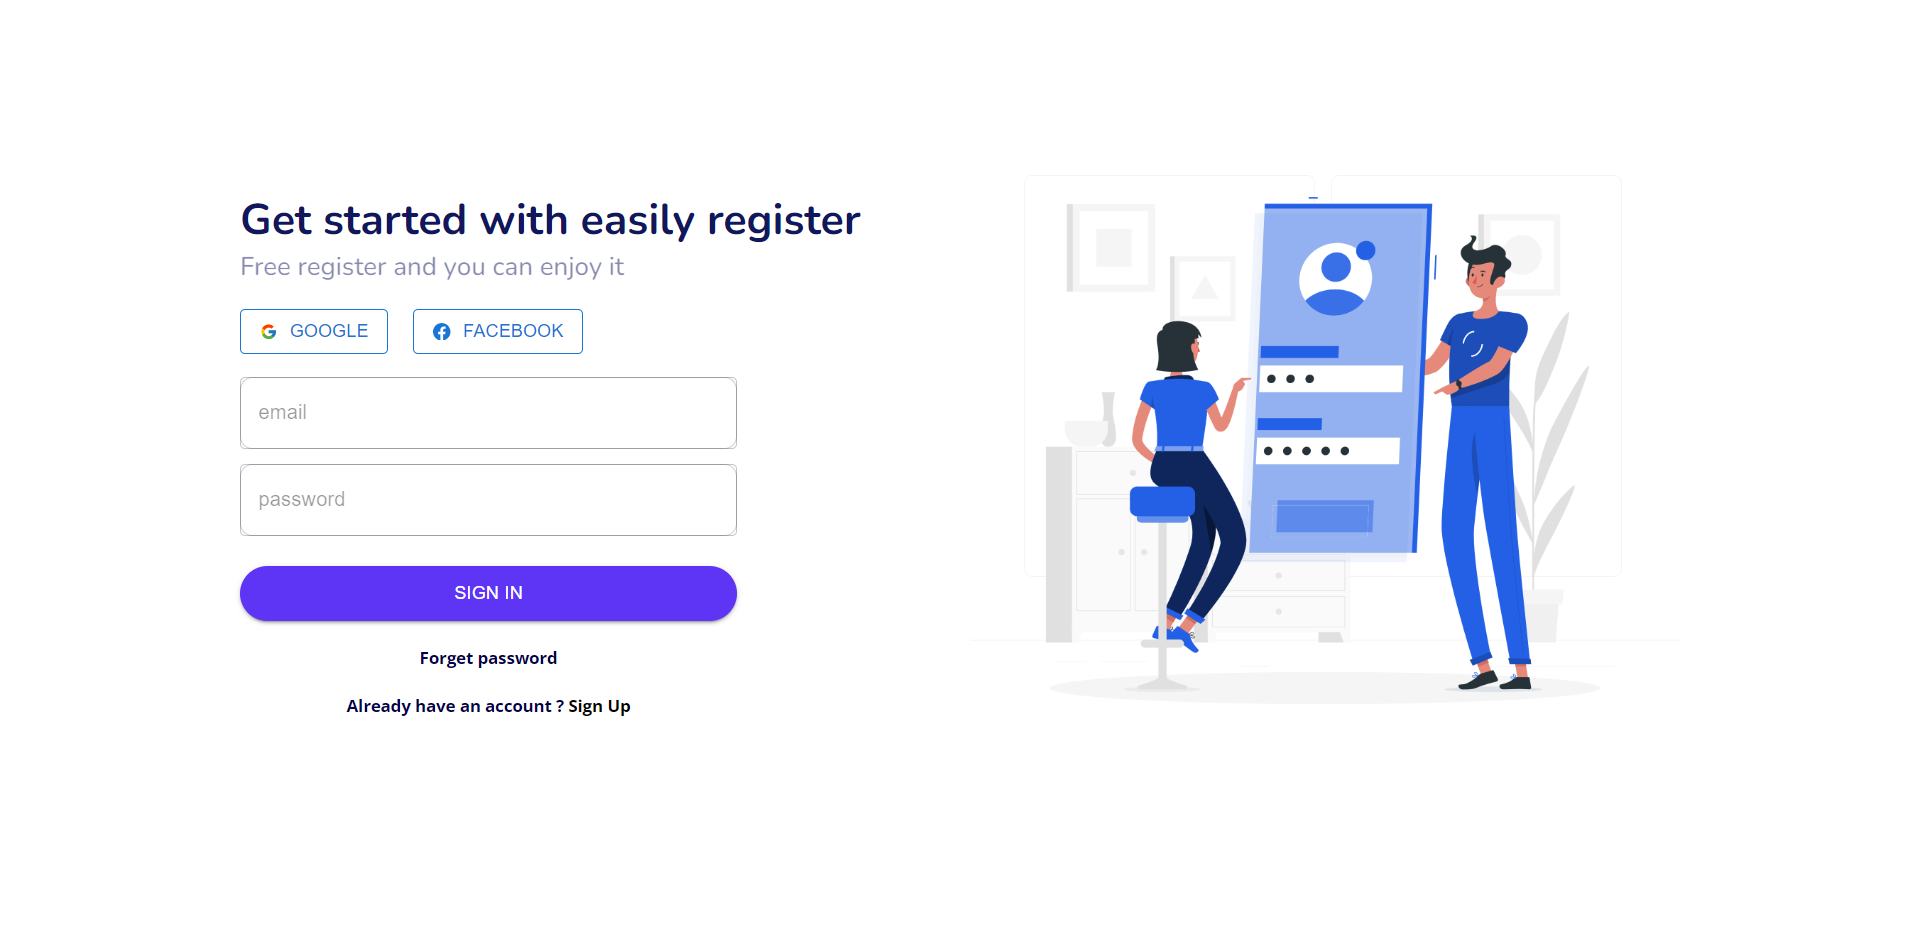 Get started with easily register
Free register and you can enjoy it
GOOGLE FACEBOOK
email
password
SIGN IN
Forget password
Already have an account ? Sign Up